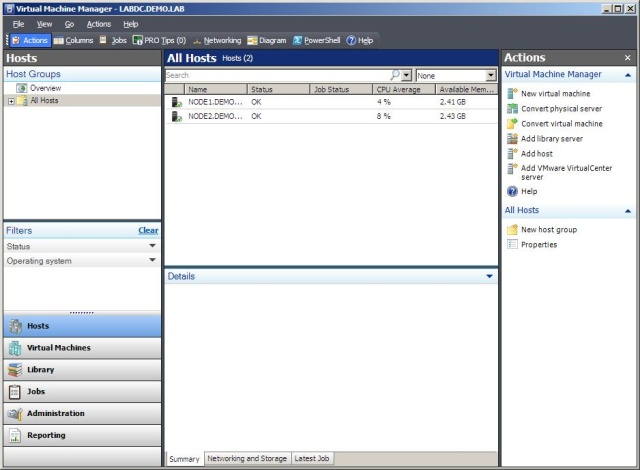 Virtual Machine Manager - LABDC.DEMO.LAB
File View Go Actions Help
Actions Columns Jobs PRO Tips (0) Networking Diagram PowerShell Help
Hosts
Host Groups
Overview
All Hosts
Filters Clear
Status
Operating system
Hosts
Virtual Machines
Library
Jobs
Administration
Reporting
All Hosts Hosts (2)
Search None
Name Status Job Status CPU Average Available Mem...
NODE1.DEMO... OK 4 % 2.41 GB
NODE2.DEMO... OK 8 % 2.43 GB
Details
Summary Networking and Storage Latest Job
Actions
Virtual Machine Manager
New virtual machine
Convert physical server
Convert virtual machine
Add library server
Add host
Add VMware VirtualCenter
server
Help
All Hosts
New host group
Properties